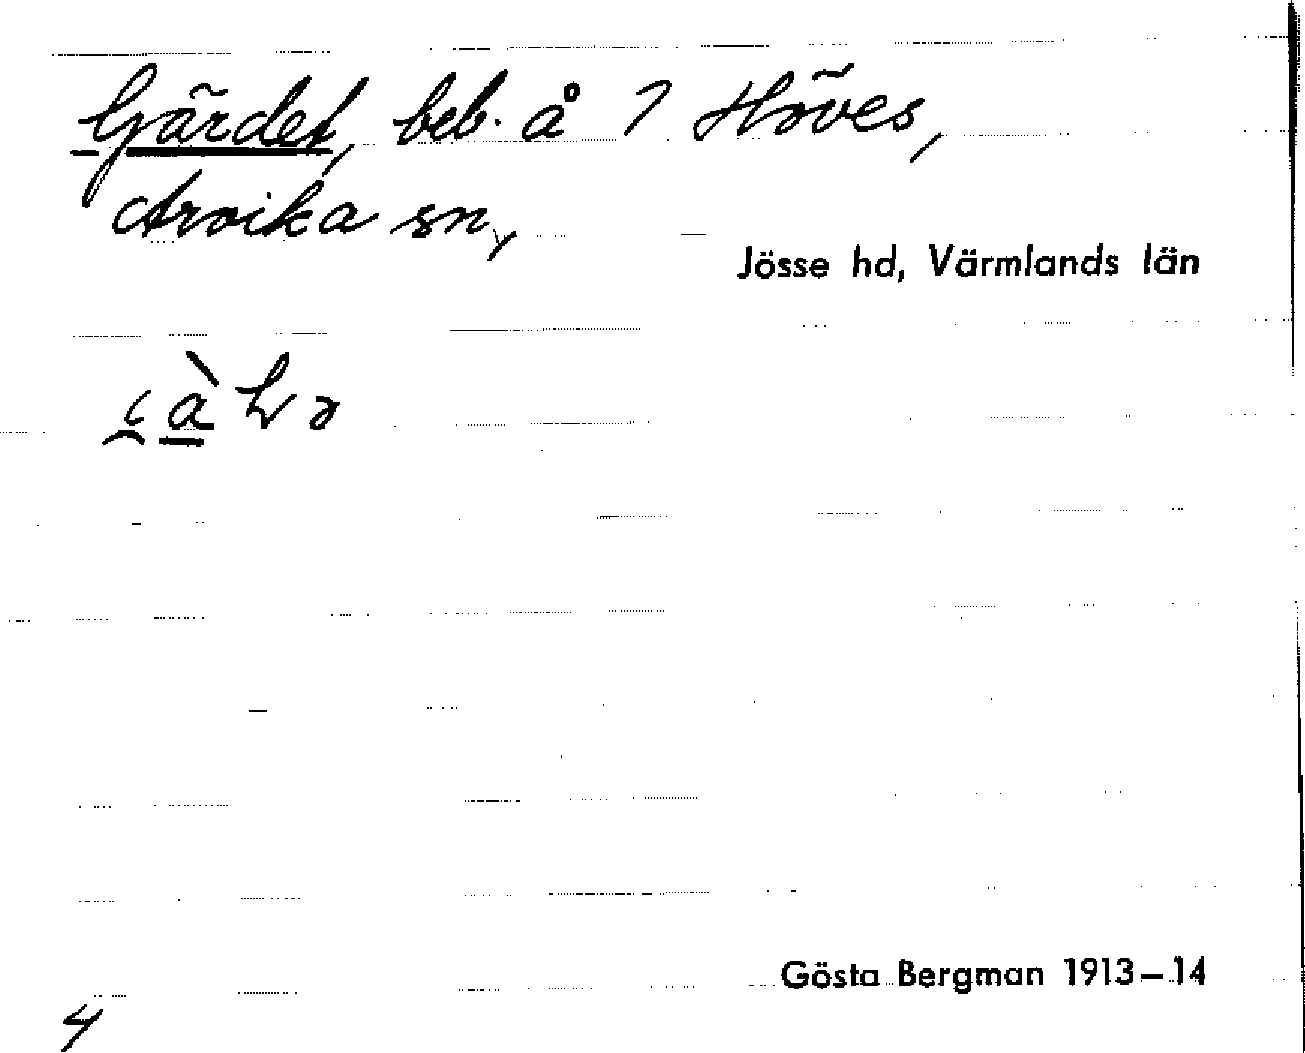 Gärdet, beb. å 7 Höves,
Arvika sn,
Jösse hd, Värmlands län
Gösta Bergman 1913–14
4